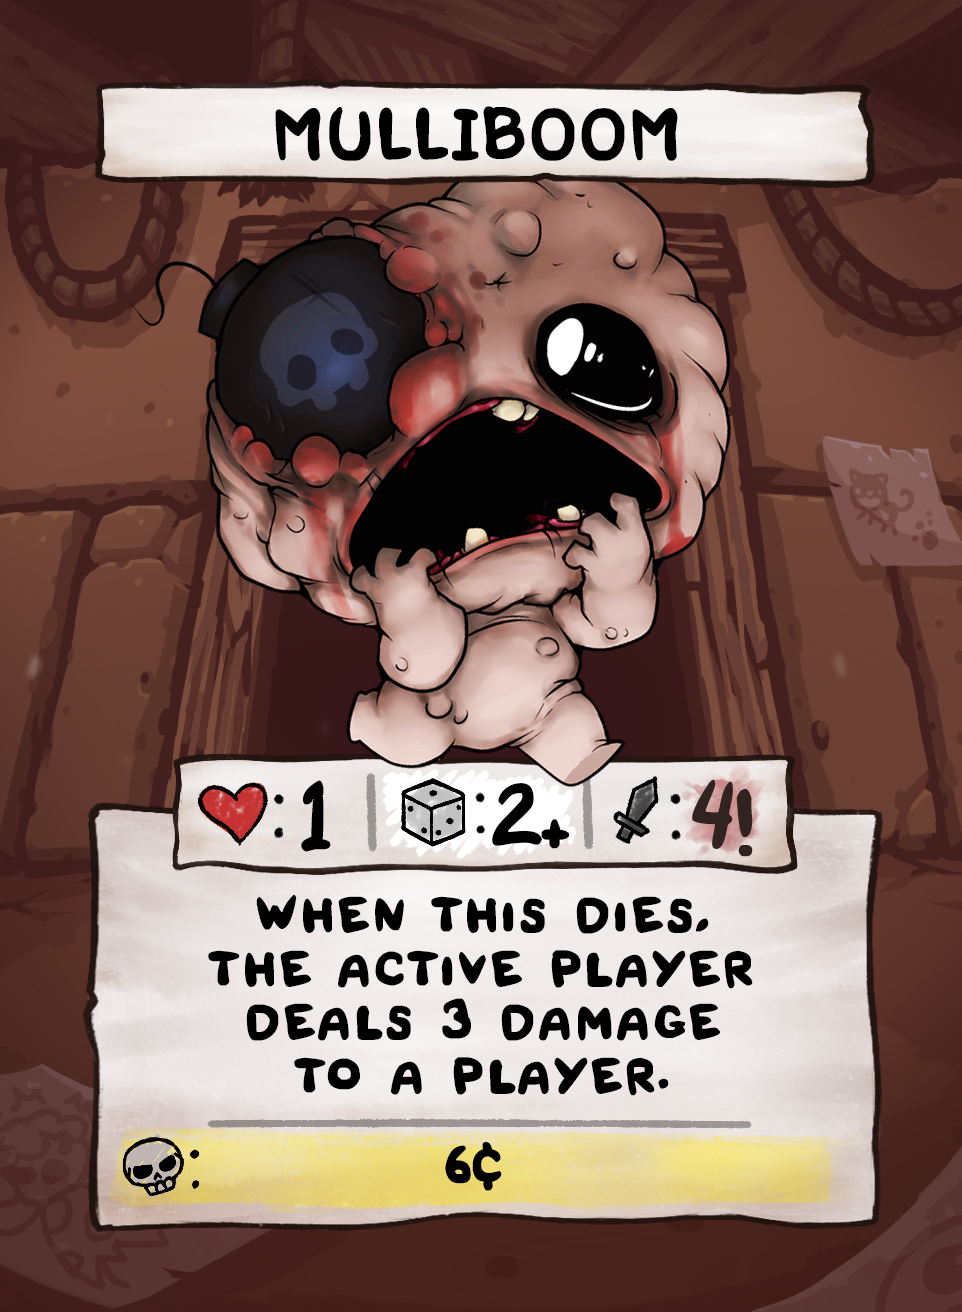 MULLIBOOM
: 1 | : 2+ | : 4!
WHEN THIS DIES,
THE ACTIVE PLAYER
DEALS 3 DAMAGE
TO A PLAYER.
: 6¢